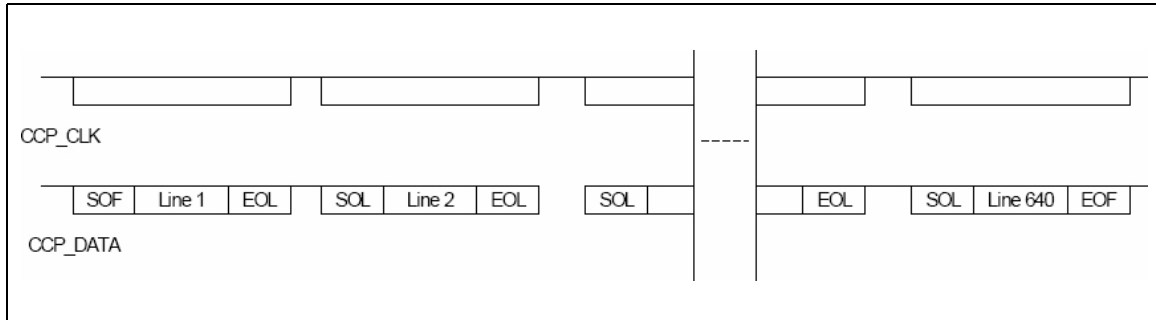 CCP_CLK
-----
SOF Line 1 EOL SOL Line 2 EOL SOL EOL SOL Line 640 EOF
CCP_DATA